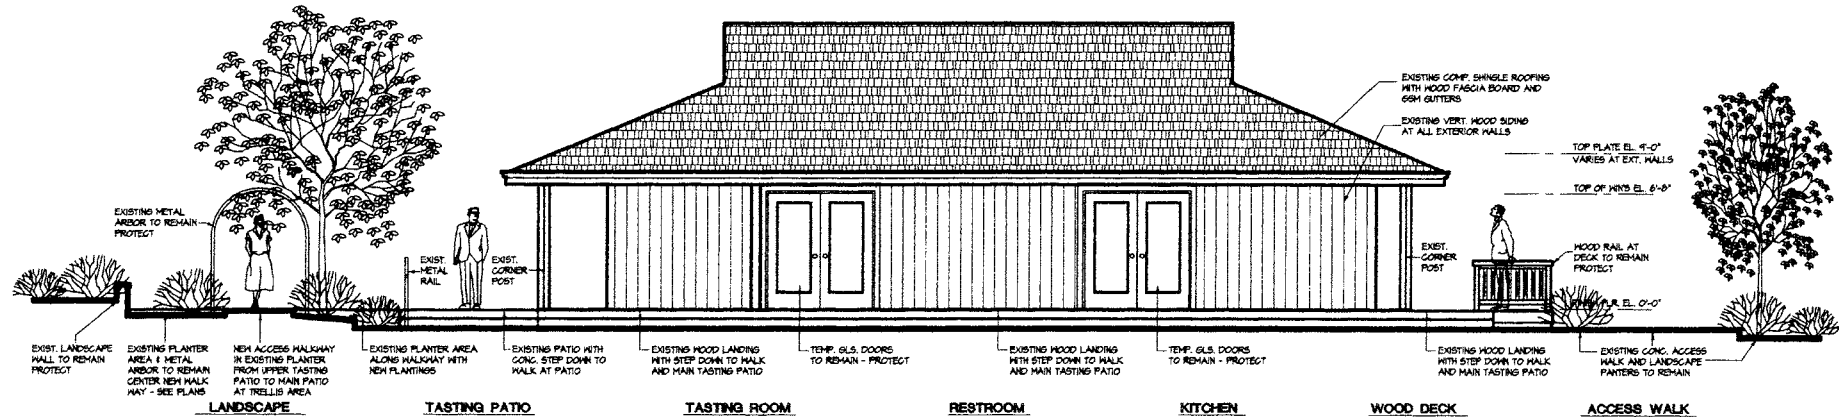 EXISTING COMP. SHINGLE ROOFING
WITH WOOD FASCIA BOARD AND
GSM GUTTERS
EXISTING VERT. WOOD SIDING
AT ALL EXTERIOR WALLS
TOP PLATE EL. 9'-0"
VARIES AT EXT. WALLS
TOP OF WIN'S EL. 6'-8"
EXISTING METAL
ARBOR TO REMAIN
PROTECT
EXIST.
METAL
RAIL
EXIST.
CORNER
POST
EXIST.
CORNER
POST
WOOD RAIL AT
DECK TO REMAIN
PROTECT
FLR. EL. 0'-0"
EXIST. LANDSCAPE
WALL TO REMAIN
PROTECT
EXISTING PLANTER
AREA & METAL
ARBOR TO REMAIN
CENTER NEW WALK
WAY - SEE PLANS
NEW ACCESS WALKWAY
IN EXISTING PLANTER
FROM UPPER TASTING
PATIO TO MAIN PATIO
AT TRELLIS AREA
EXISTING PLANTER AREA
ALONG WALKWAY WITH
NEW PLANTINGS
EXISTING PATIO WITH
CONC. STEP DOWN TO
WALK AT PATIO
EXISTING WOOD LANDING
WITH STEP DOWN TO WALK
AND MAIN TASTING PATIO
TEMP. GLS. DOORS
TO REMAIN - PROTECT
EXISTING WOOD LANDING
WITH STEP DOWN TO WALK
AND MAIN TASTING PATIO
TEMP. GLS. DOORS
TO REMAIN - PROTECT
EXISTING WOOD LANDING
WITH STEP DOWN TO WALK
AND MAIN TASTING PATIO
EXISTING CONC. ACCESS
WALK AND LANDSCAPE
PANTERS TO REMAIN
LANDSCAPE
TASTING PATIO
TASTING ROOM
RESTROOM
KITCHEN
WOOD DECK
ACCESS WALK